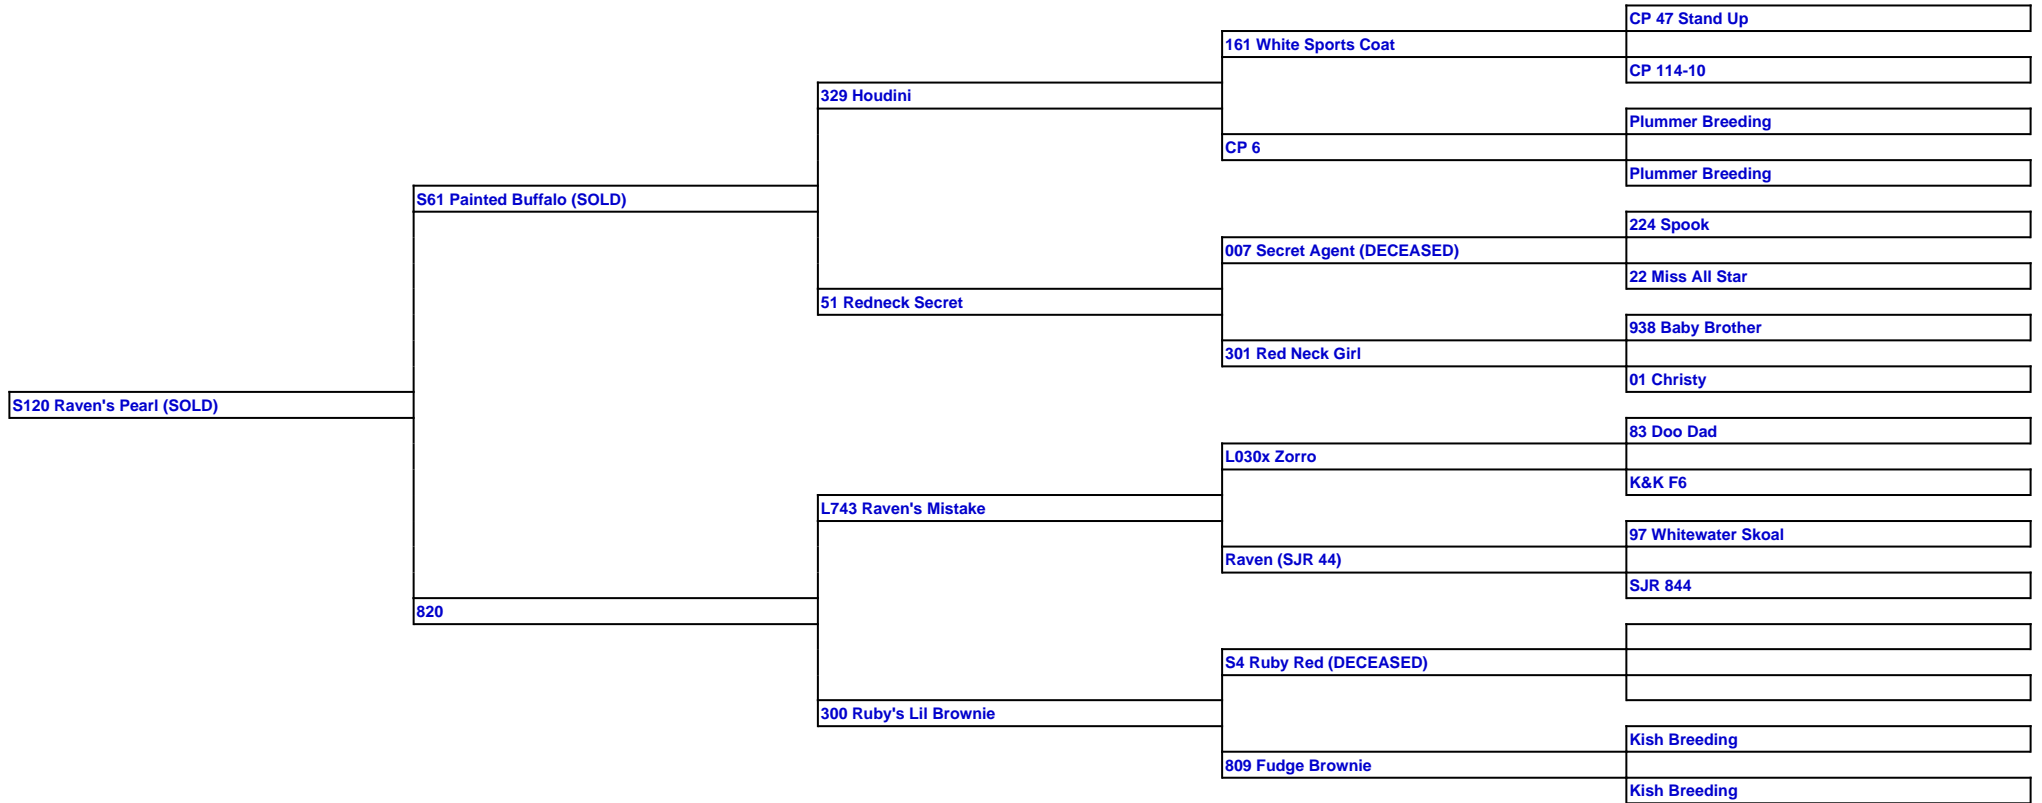 CP 47 Stand Up
161 White Sports Coat
CP 114-10
329 Houdini
Plummer Breeding
CP 6
Plummer Breeding
S61 Painted Buffalo (SOLD)
224 Spook
007 Secret Agent (DECEASED)
22 Miss All Star
51 Redneck Secret
938 Baby Brother
301 Red Neck Girl
01 Christy
S120 Raven's Pearl (SOLD)
83 Doo Dad
L030x Zorro
K&K F6
L743 Raven's Mistake
97 Whitewater Skoal
Raven (SJR 44)
SJR 844
820
S4 Ruby Red (DECEASED)
300 Ruby's Lil Brownie
Kish Breeding
809 Fudge Brownie
Kish Breeding